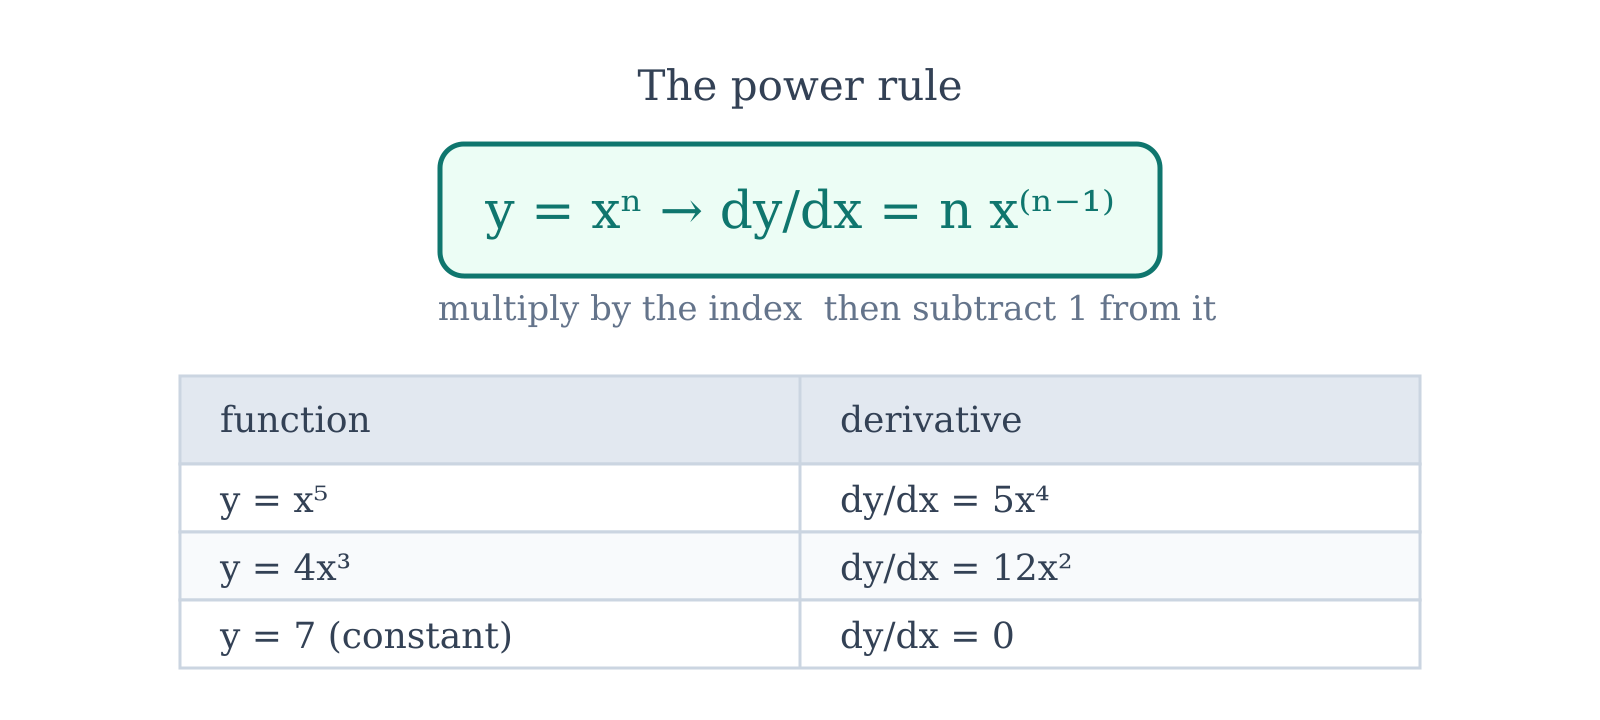 The power rule
y = xⁿ → dy/dx = n x⁽ⁿ⁻¹⁾
multiply by the index  then subtract 1 from it
function derivative
y = x⁵ dy/dx = 5x⁴
y = 4x³ dy/dx = 12x²
y = 7 (constant) dy/dx = 0